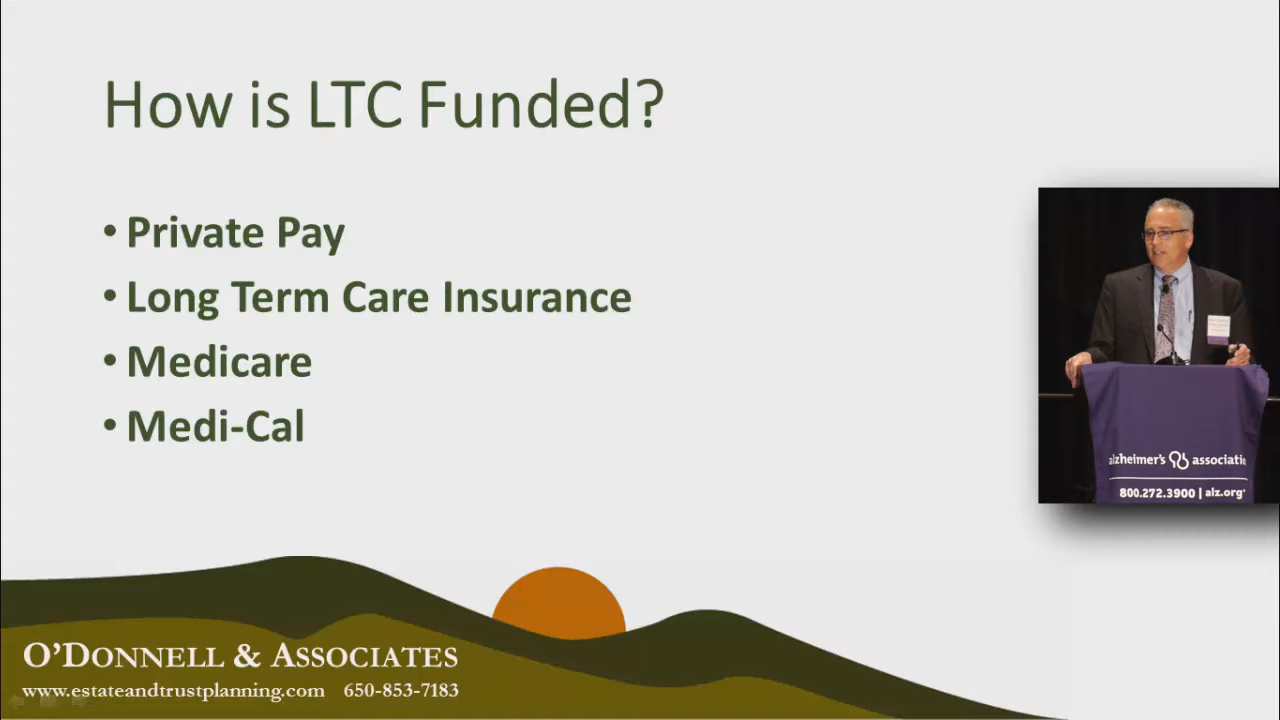 How is LTC Funded?
• Private Pay
• Long Term Care Insurance
• Medicare
• Medi-Cal
alzheimer's associatio
800.272.3900 | alz.org®
O'DONNELL & ASSOCIATES
www.estateandtrustplanning.com 650-853-7183